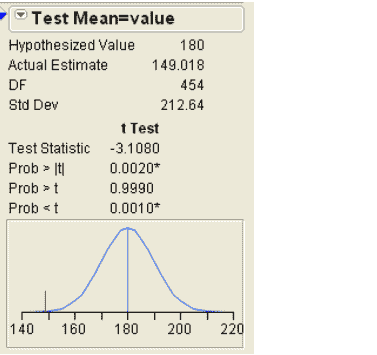 Test Mean=value
Hypothesized Value 180
Actual Estimate 149.018
DF 454
Std Dev 212.64
t Test
Test Statistic -3.1080
Prob > |t| 0.0020*
Prob > t 0.9990
Prob < t 0.0010*
140 160 180 200 220